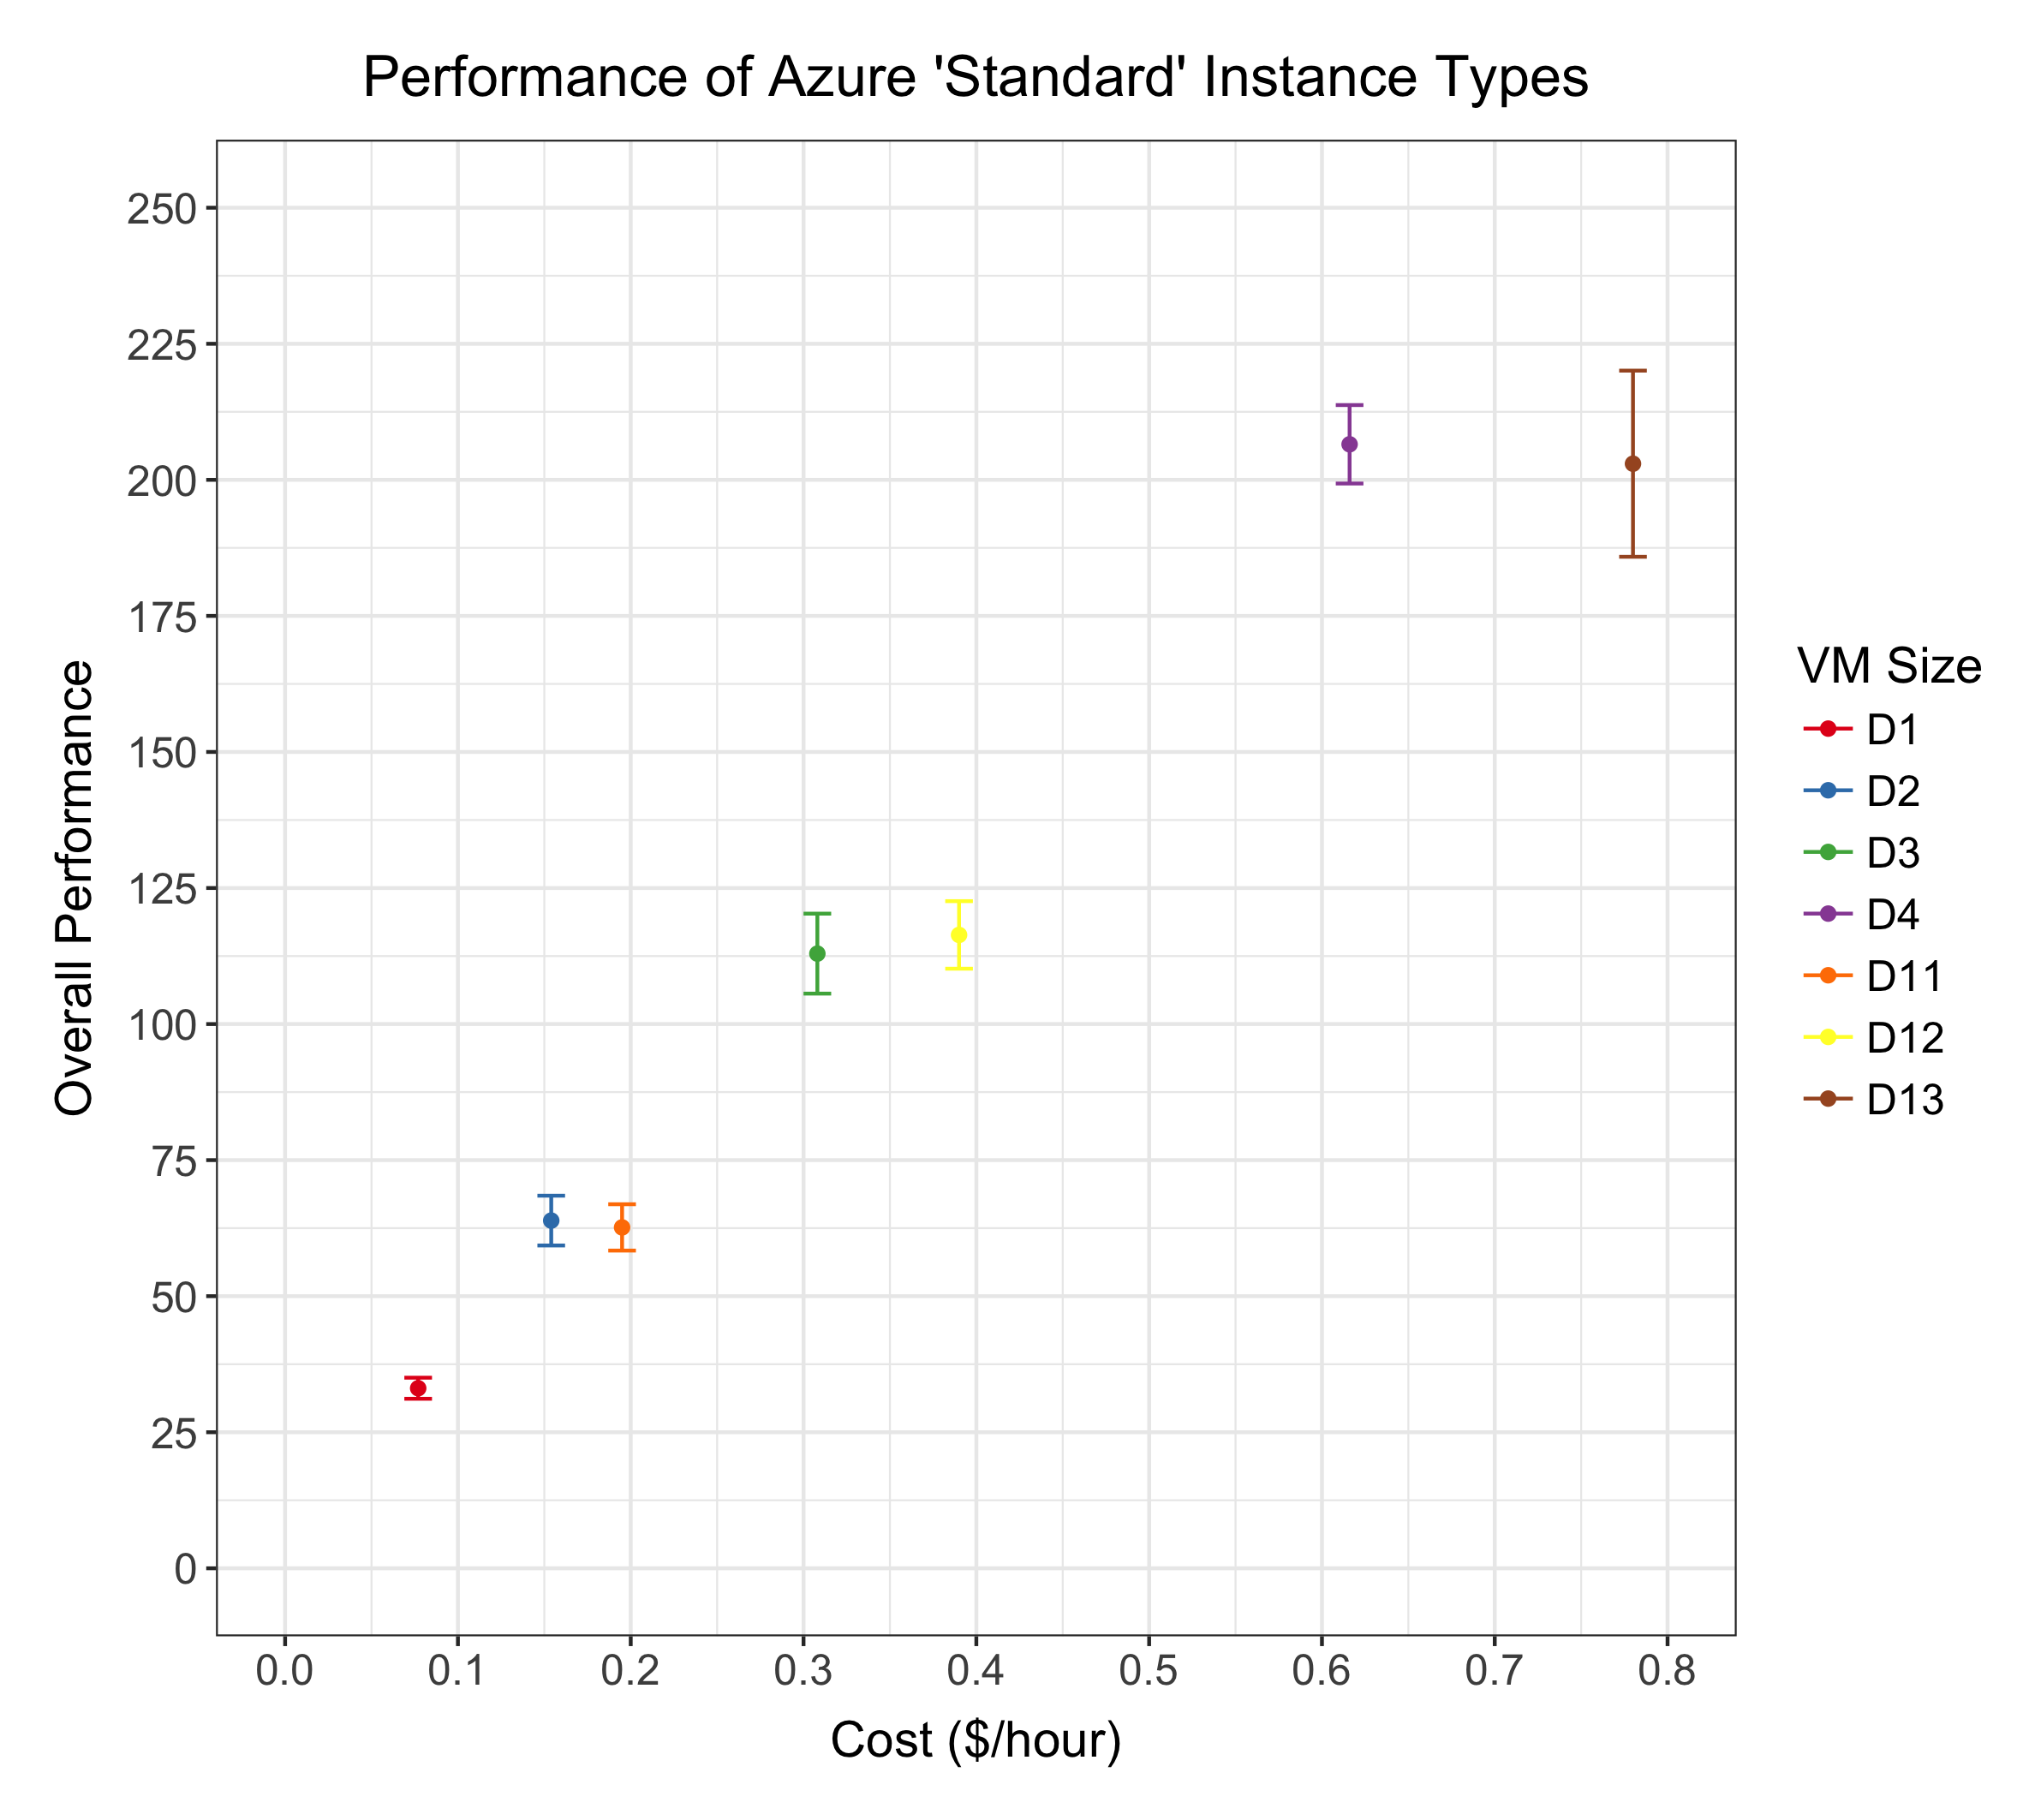 Performance of Azure 'Standard' Instance Types
250
225
200
175
150
125
100
75
50
25
0
Overall Performance
0.0 0.1 0.2 0.3 0.4 0.5 0.6 0.7 0.8
Cost ($/hour)
VM Size
D1
D2
D3
D4
D11
D12
D13